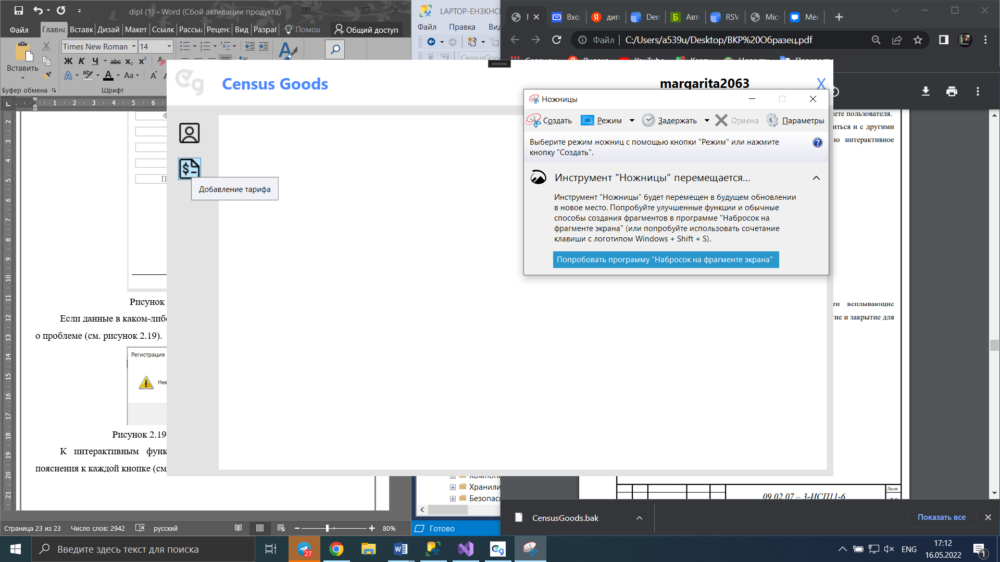 dipl (1) - Word (Сбой активации продукта)
Файл
Главна
Вставк
Дизай
Макет
Ссылк
Рассы
Рецен:
Вид
Разраб
Помощ
Общий доступ
Вставить
Times New Roman
14
Ж К Ч abc x₂ x²
Aa
Буфер обмена
Шрифт
LAPTOP-EH3KHCI
Файл Правка Вид
CensusGoo
Вхо,
дип
Den
Авто
RSV
Mic
Мес
Файл
C:/Users/a539u/Desktop/ВКР%20Образец.pdf
Census Goods
margarita2063
X
Добавление тарифа
Ножницы
Создать
Режим
Задержать
Отмена
Параметры
Выберите режим ножниц с помощью кнопки "Режим" или нажмите
кнопку "Создать".
Инструмент "Ножницы" перемещается...
Инструмент "Ножницы" будет перемещен в будущем обновлении
в новое место. Попробуйте улучшенные функции и обычные
способы создания фрагментов в программе "Набросок на
фрагменте экрана" (или попробуйте использовать сочетание
клавиши с логотипом Windows + Shift + S).
Попробовать программу "Набросок на фрагменте экрана"
ете пользователя.
иться и с другими
но интерактивное
ти всплывающие
ие и закрытие для
Рисунок
Если данные в каком-либо
о проблеме (см. рисунок 2.19).
Регистрация
Нев
Рисунок 2.19
К интерактивным функ
пояснения к каждой кнопке (см
Хранили
Безопасн
Лист
09.02.07 – 3-ИСП11-6
CensusGoods.bak
Показать все
Страница 23 из 23
Число слов: 2942
русский
80%
Готово
Введите здесь текст для поиска
27
ENG
17:12
16.05.2022
1